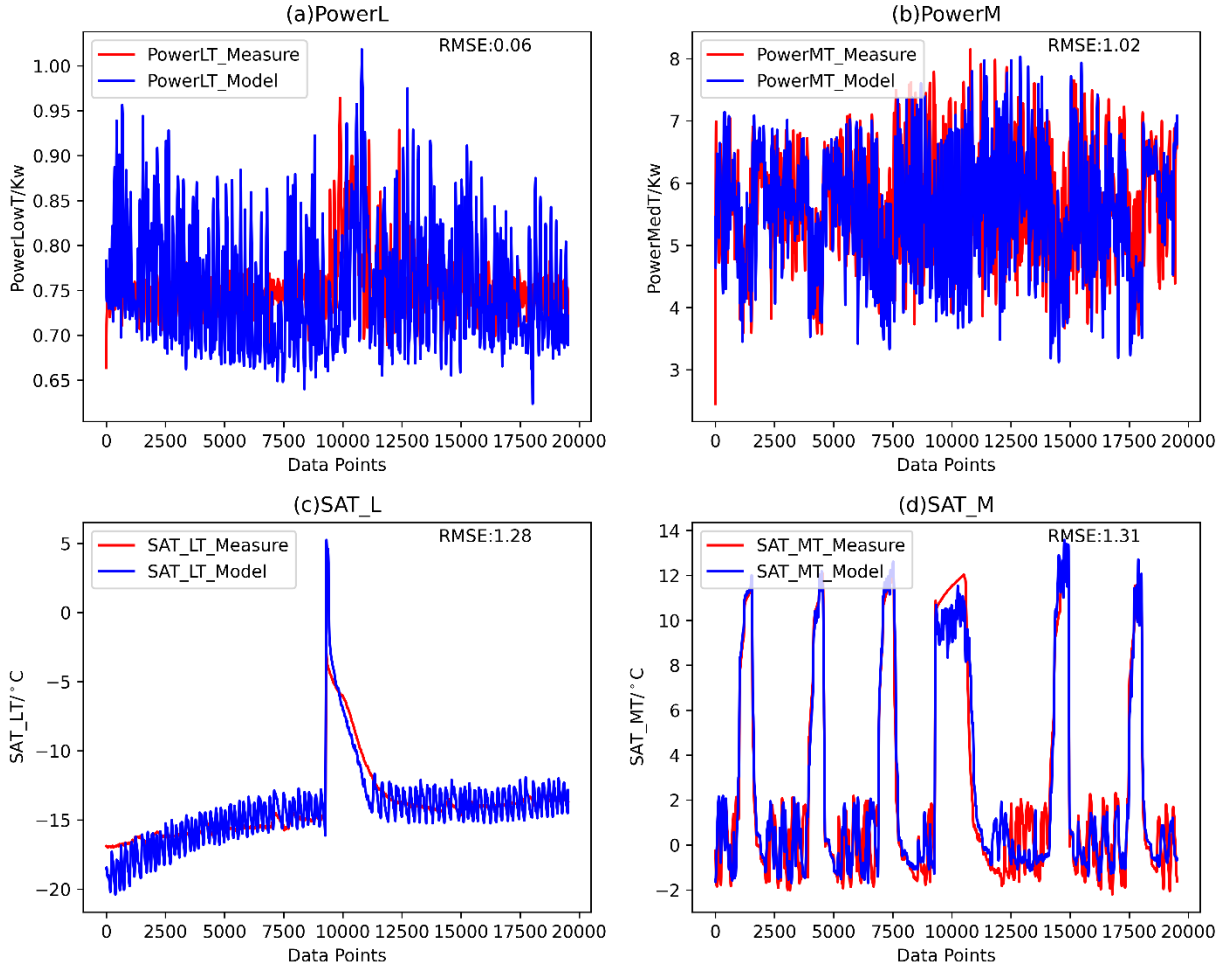 (a)PowerL
RMSE:0.06
PowerLT_Measure
PowerLT_Model
PowerLowT/Kw
1.00
0.95
0.90
0.85
0.80
0.75
0.70
0.65
0 2500 5000 7500 10000 12500 15000 17500 20000
Data Points
(b)PowerM
RMSE:1.02
PowerMT_Measure
PowerMT_Model
PowerMedT/Kw
8
7
6
5
4
3
0 2500 5000 7500 10000 12500 15000 17500 20000
Data Points
(c)SAT_L
RMSE:1.28
SAT_LT_Measure
SAT_LT_Model
SAT_LT/°C
5
0
−5
−10
−15
−20
0 2500 5000 7500 10000 12500 15000 17500 20000
Data Points
(d)SAT_M
RMSE:1.31
SAT_MT_Measure
SAT_MT_Model
SAT_MT/°C
14
12
10
8
6
4
2
0
−2
0 2500 5000 7500 10000 12500 15000 17500 20000
Data Points